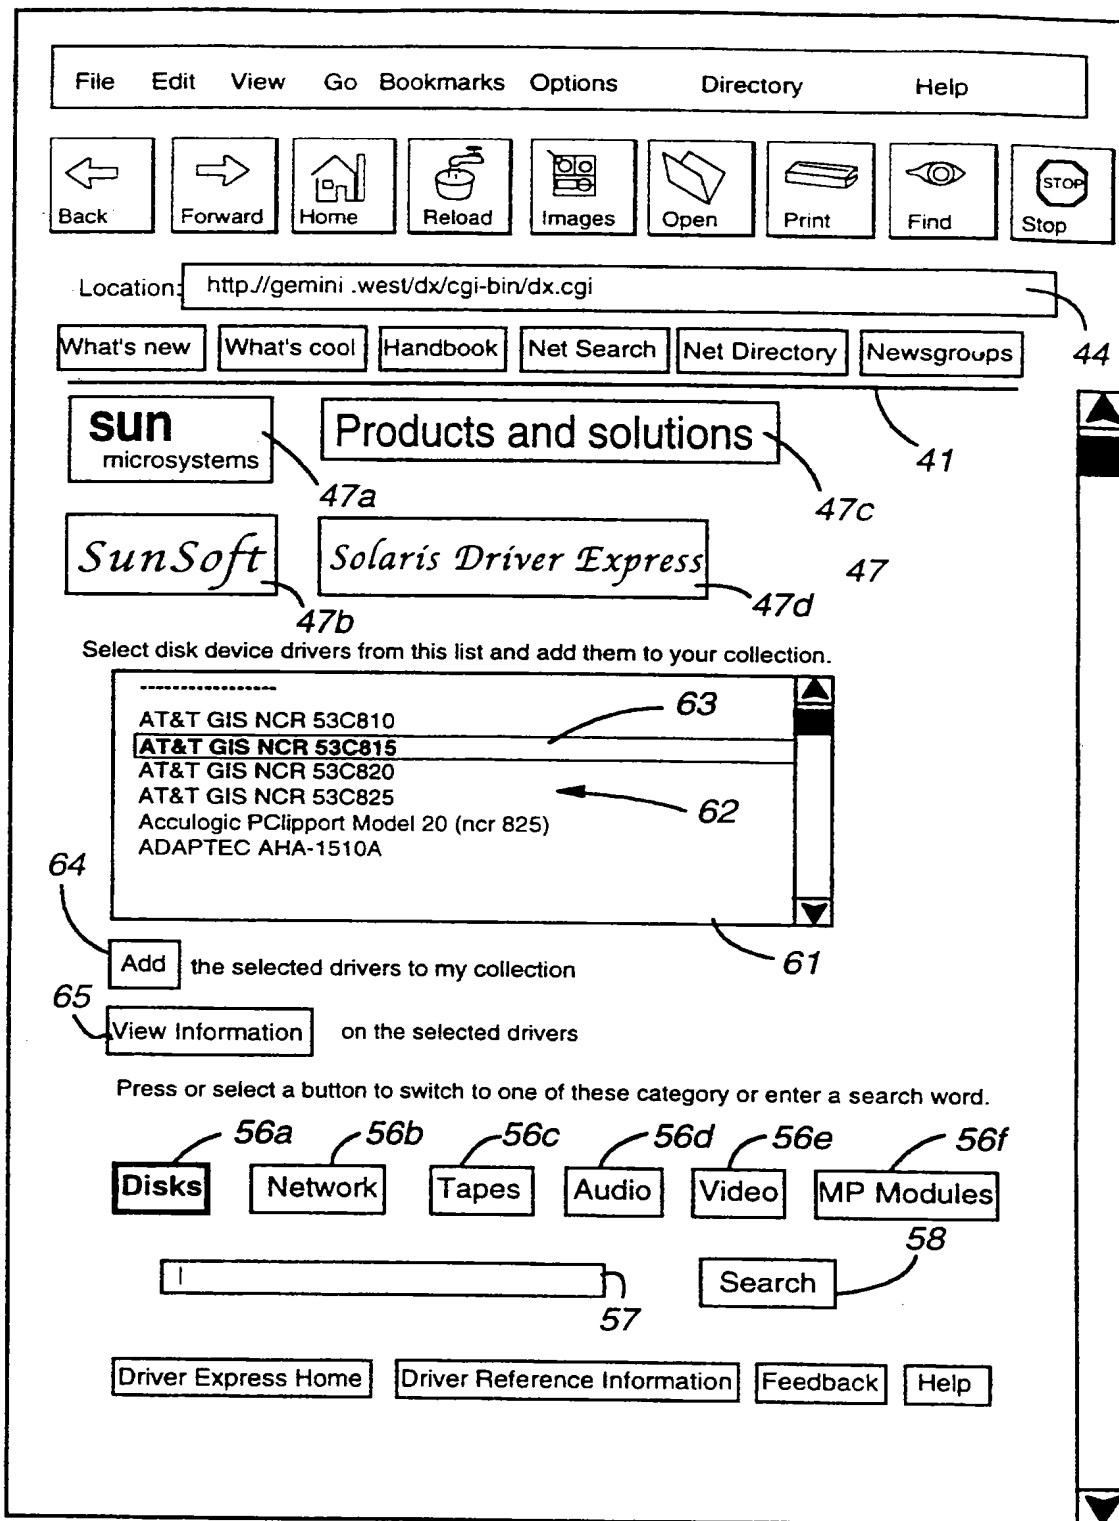 File Edit View Go Bookmarks Options Directory Help
STOP
Back Forward Home Reload Images Open Print Find Stop
Location: http://gemini .west/dx/cgi-bin/dx.cgi
44
What's new What's cool Handbook Net Search Net Directory Newsgroups
41
sun
microsystems
47a
Products and solutions
47c
SunSoft
47b
Solaris Driver Express
47d
47
Select disk device drivers from this list and add them to your collection.
------------------
AT&T GIS NCR 53C810
63
AT&T GIS NCR 53C815
AT&T GIS NCR 53C820
AT&T GIS NCR 53C825
62
Acculogic PClipport Model 20 (ncr 825)
ADAPTEC AHA-1510A
61
64
Add the selected drivers to my collection
65
View Information on the selected drivers
Press or select a button to switch to one of these category or enter a search word.
56a 56b 56c 56d 56e 56f
Disks Network Tapes Audio Video MP Modules
57
58
Search
Driver Express Home Driver Reference Information Feedback Help